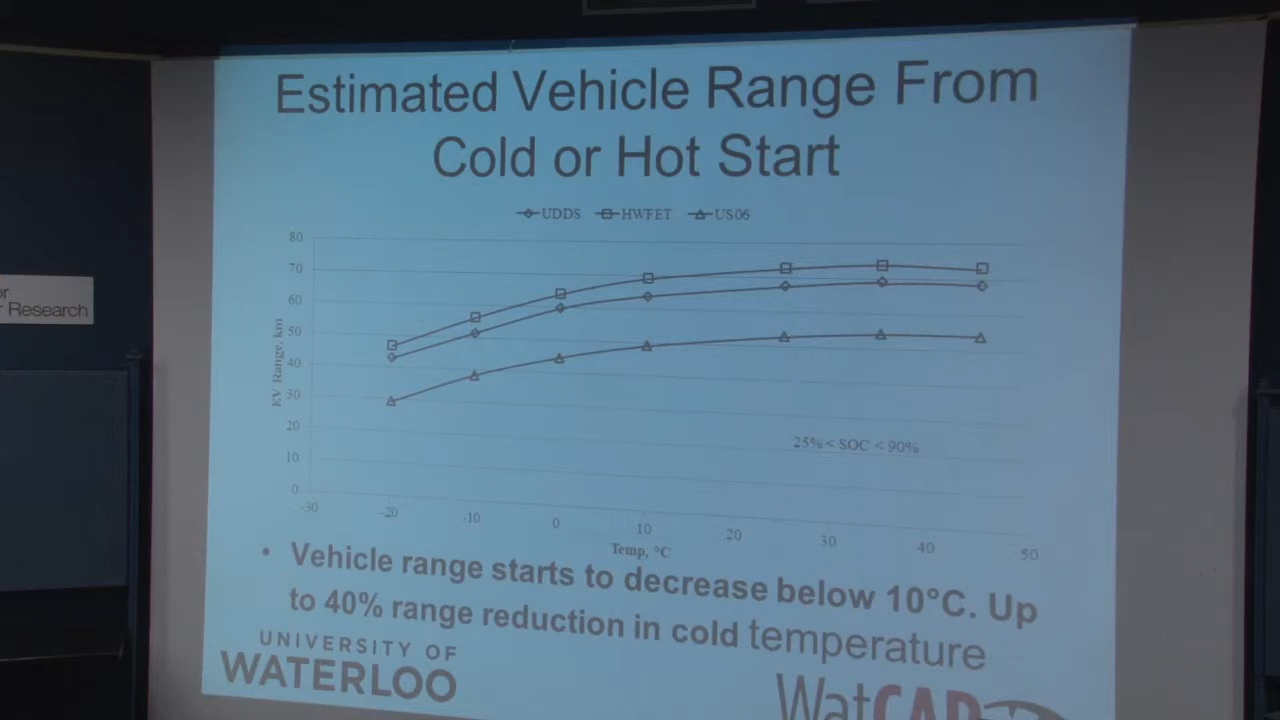 Estimated Vehicle Range From
Cold or Hot Start
UDDS HWFET US06
80
70
60
50
40
30
20
10
0
EV Range, km
-30 -20 -10 0 10 20 30 40 50
Temp, °C
25% < SOC < 90%
• Vehicle range starts to decrease below 10°C. Up
to 40% range reduction in cold temperature
UNIVERSITY OF
WATERLOO
WatCAR
or
Research